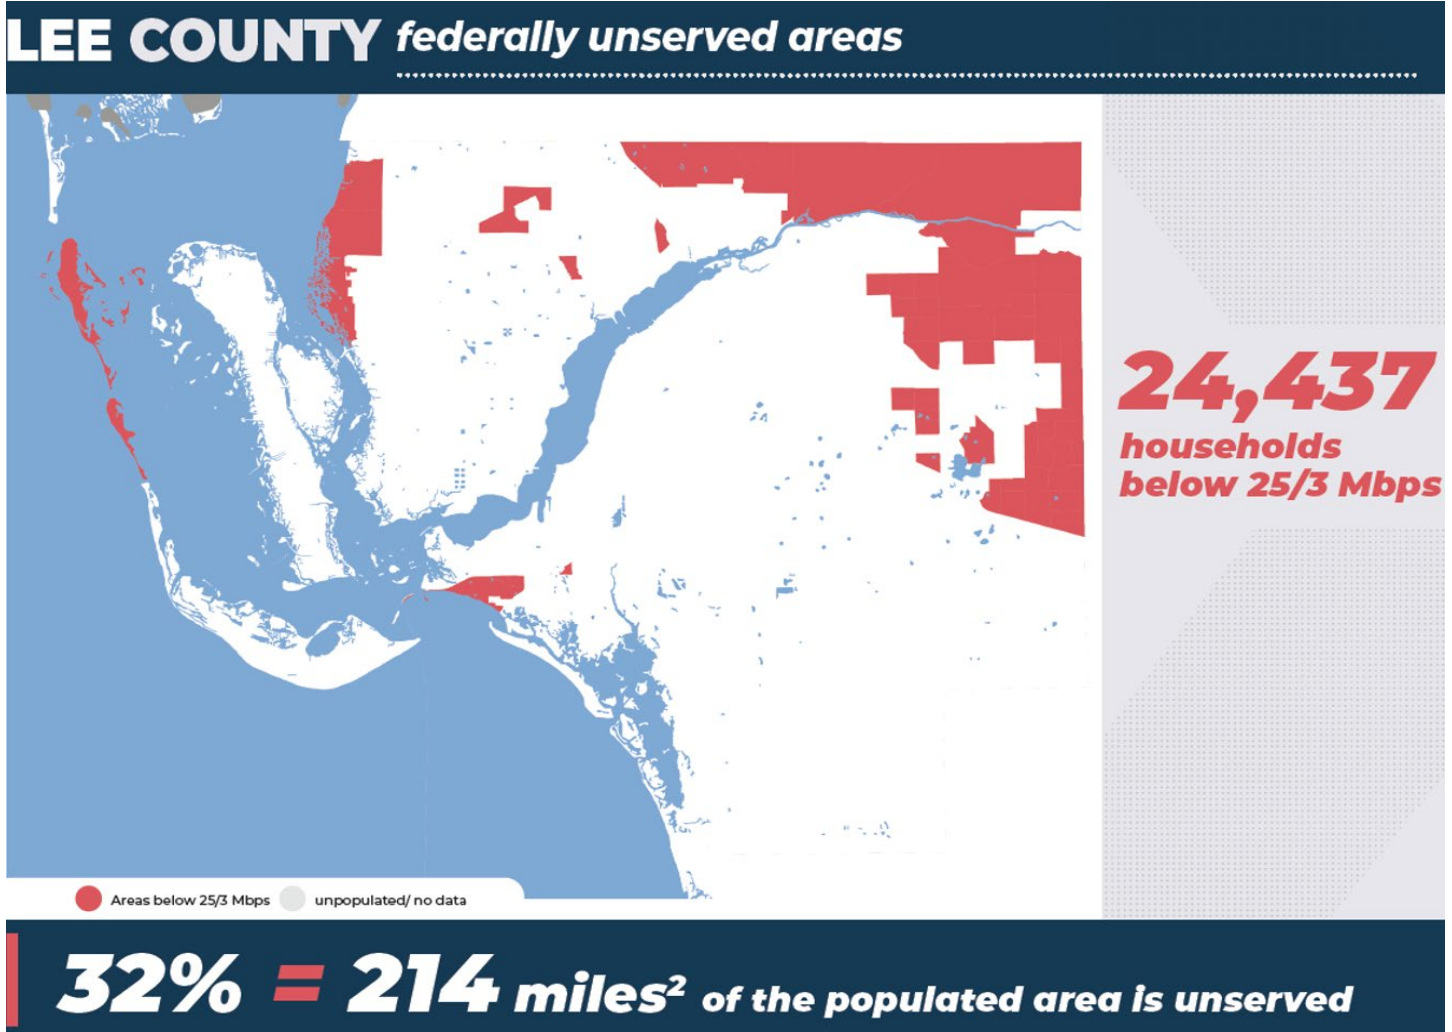 LEE COUNTY federally unserved areas
24,437
households
below 25/3 Mbps
Areas below 25/3 Mbps unpopulated/ no data
32% = 214 miles² of the populated area is unserved